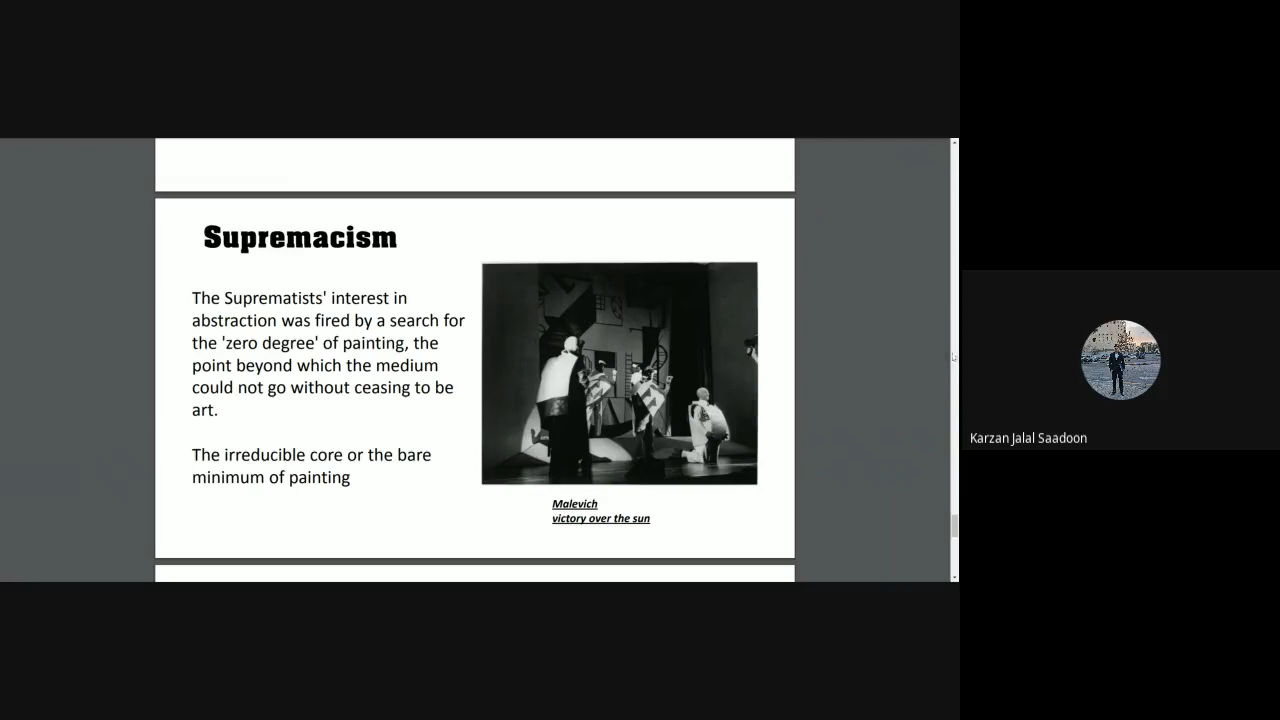 Supremacism
The Suprematists' interest in
abstraction was fired by a search for
the 'zero degree' of painting, the
point beyond which the medium
could not go without ceasing to be
art.
The irreducible core or the bare
minimum of painting
Malevich
victory over the sun
Karzan Jalal Saadoon